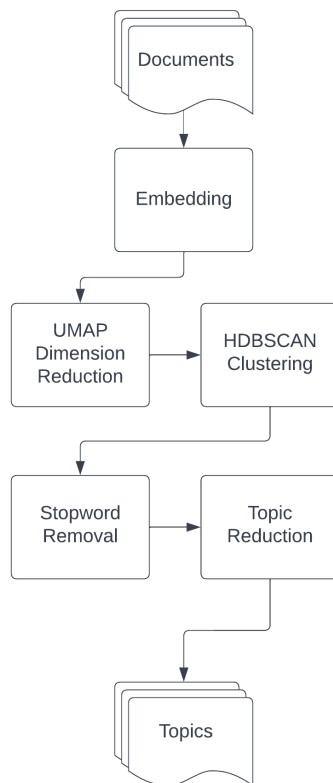 Documents
Embedding
UMAP
Dimension
Reduction
HDBSCAN
Clustering
Stopword
Removal
Topic
Reduction
Topics